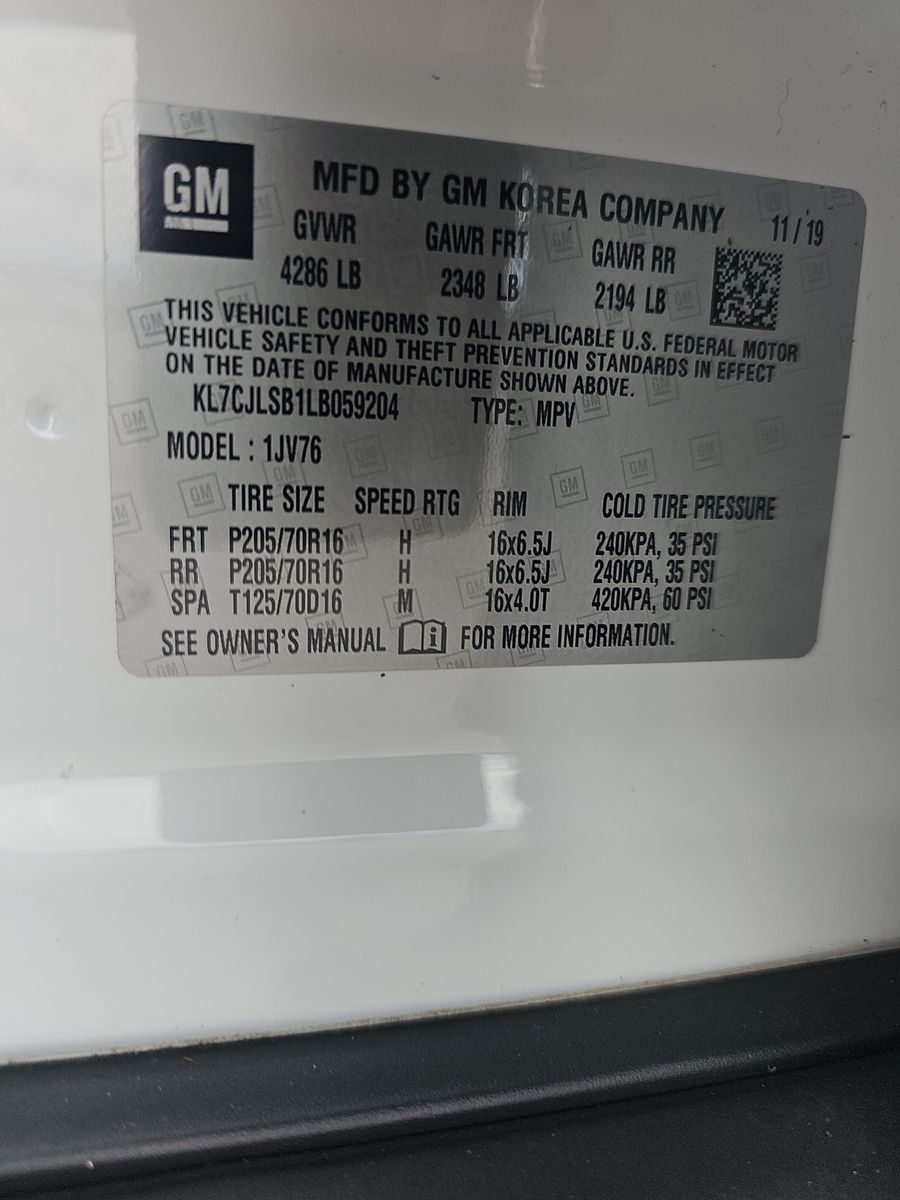 GM
MFD BY GM KOREA COMPANY 11 / 19
GVWR GAWR FRT GAWR RR
4286 LB 2348 LB 2194 LB
THIS VEHICLE CONFORMS TO ALL APPLICABLE U.S. FEDERAL MOTOR
VEHICLE SAFETY AND THEFT PREVENTION STANDARDS IN EFFECT
ON THE DATE OF MANUFACTURE SHOWN ABOVE.
KL7CJLSB1LB059204 TYPE: MPV
MODEL : 1JV76
TIRE SIZE SPEED RTG RIM COLD TIRE PRESSURE
FRT P205/70R16 H 16x6.5J 240KPA, 35 PSI
RR P205/70R16 H 16x6.5J 240KPA, 35 PSI
SPA T125/70D16 M 16x4.0T 420KPA, 60 PSI
SEE OWNER'S MANUAL i FOR MORE INFORMATION.